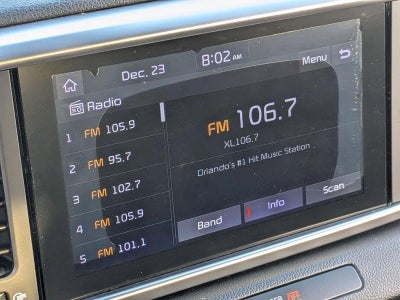 Dec. 23 8:02 AM
Menu
Radio
1 FM 105.9
2 FM 95.7
3 FM 102.7
4 FM 105.9
5 FM 101.1
FM 106.7
XL106.7
Orlando's #1 Hit Music Station
Band
Info
Scan